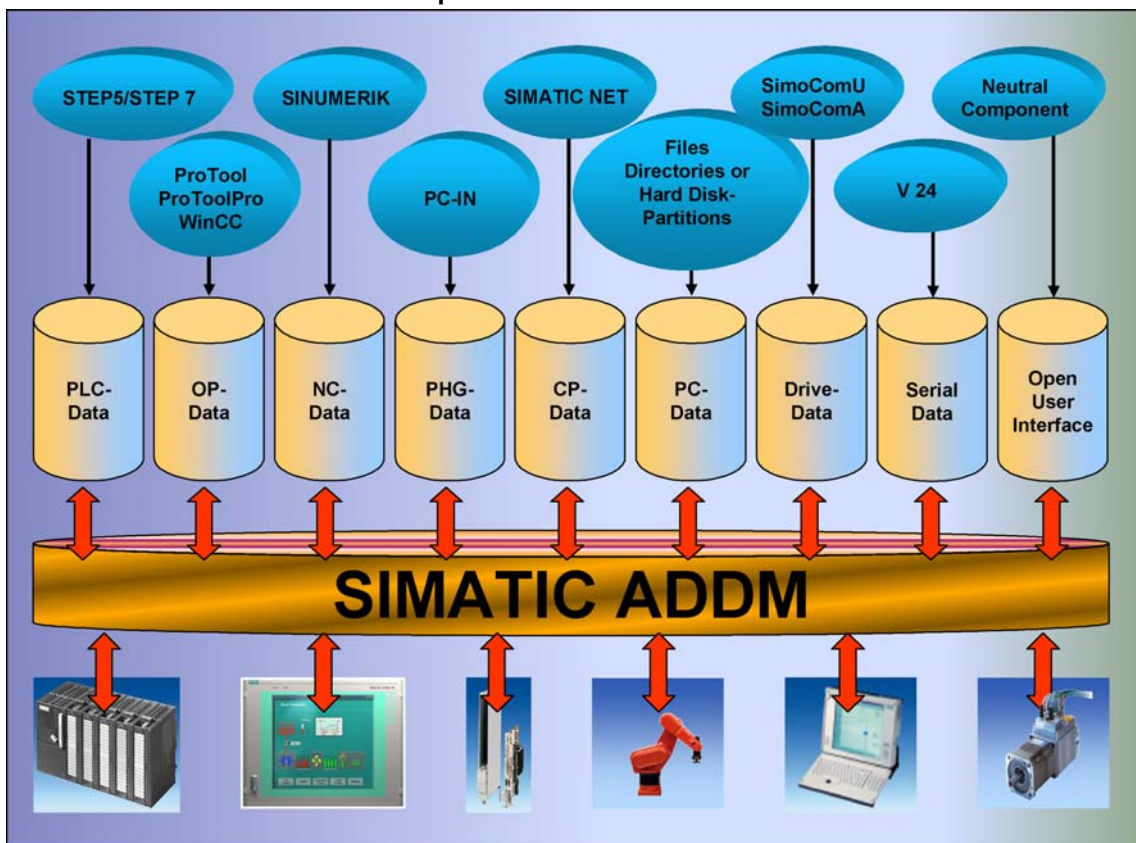 STEP5/STEP 7
SINUMERIK
SIMATIC NET
SimoComU
SimoComA
Neutral
Component
ProTool
ProToolPro
WinCC
PC-IN
Files
Directories or
Hard Disk-
Partitions
V 24
PLC-
Data
OP-
Data
NC-
Data
PHG-
Data
CP-
Data
PC-
Data
Drive-
Data
Serial
Data
Open
User
Interface
SIMATIC ADDM